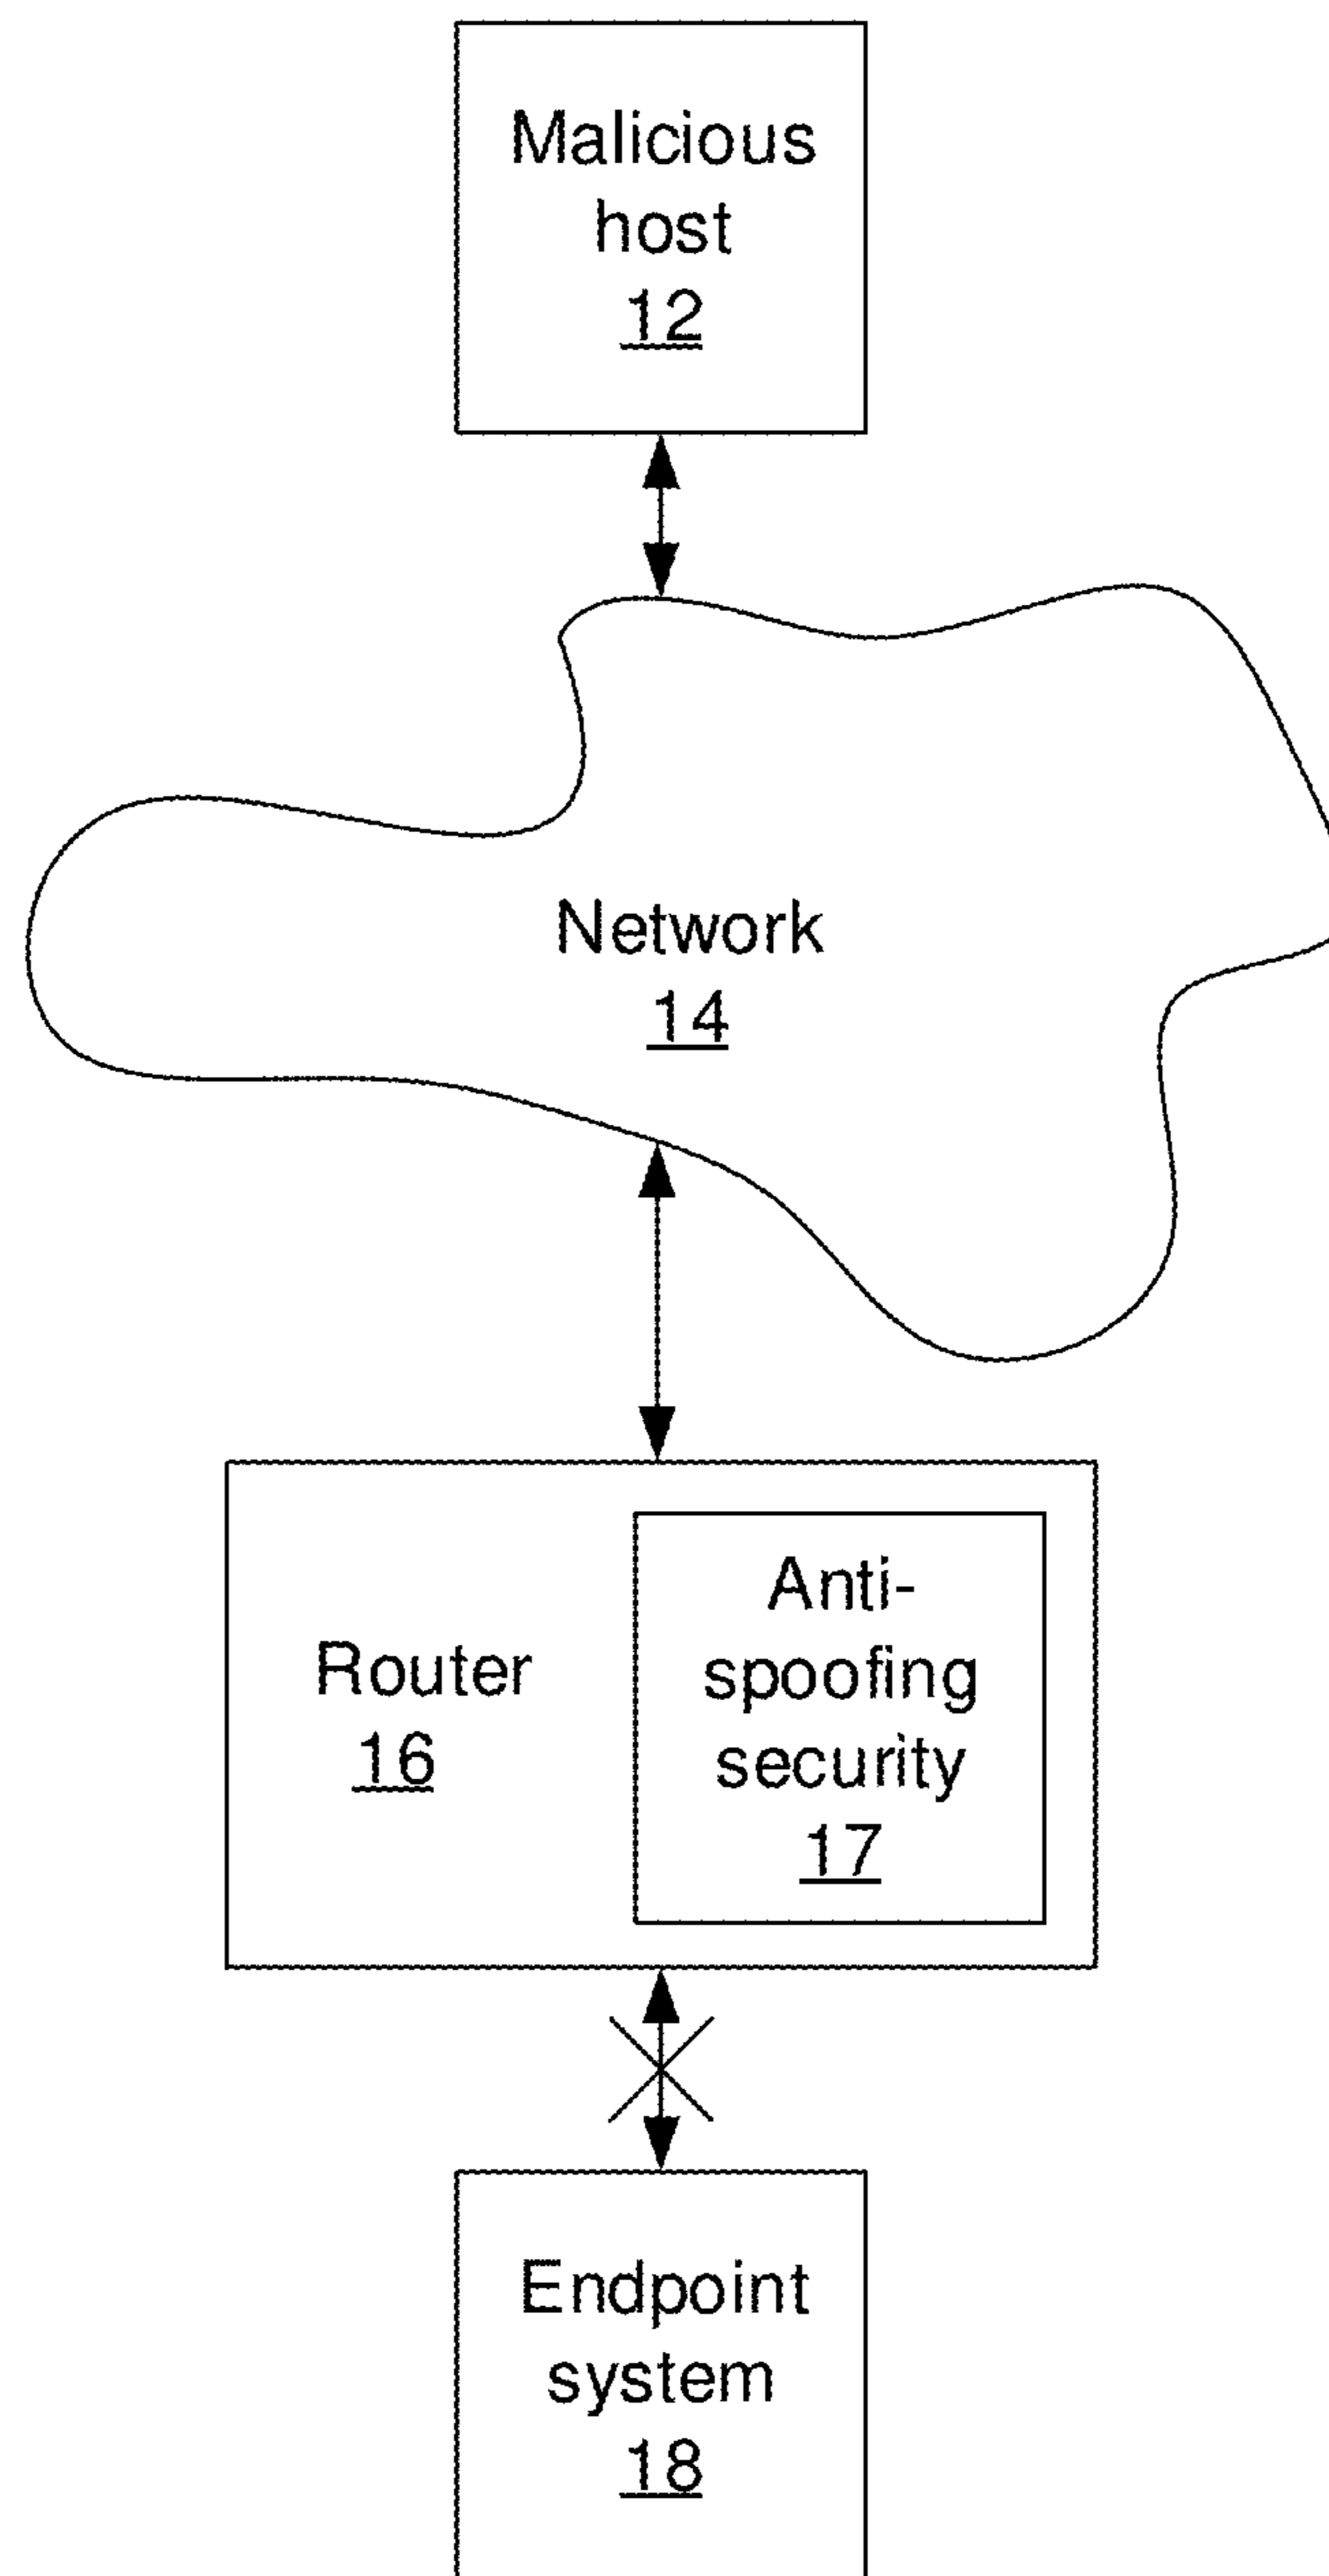 Malicious
host
12
Network
14
Router
16
Anti-
spoofing
security
17
Endpoint
system
18